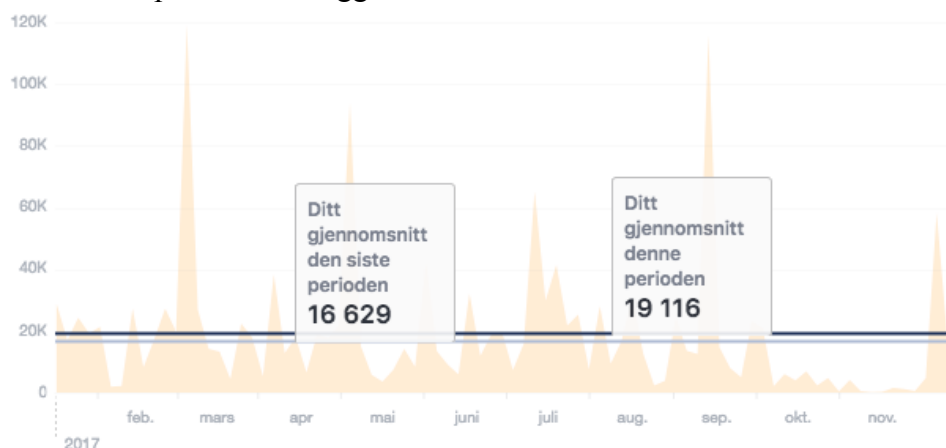 120K
100K
80K
60K
40K
20K
0
Ditt
gjennomsnitt
den siste
perioden
16 629
Ditt
gjennomsnitt
denne
perioden
19 116
feb.
mars
apr
mai
juni
juli
aug.
sep.
okt.
nov.
2017